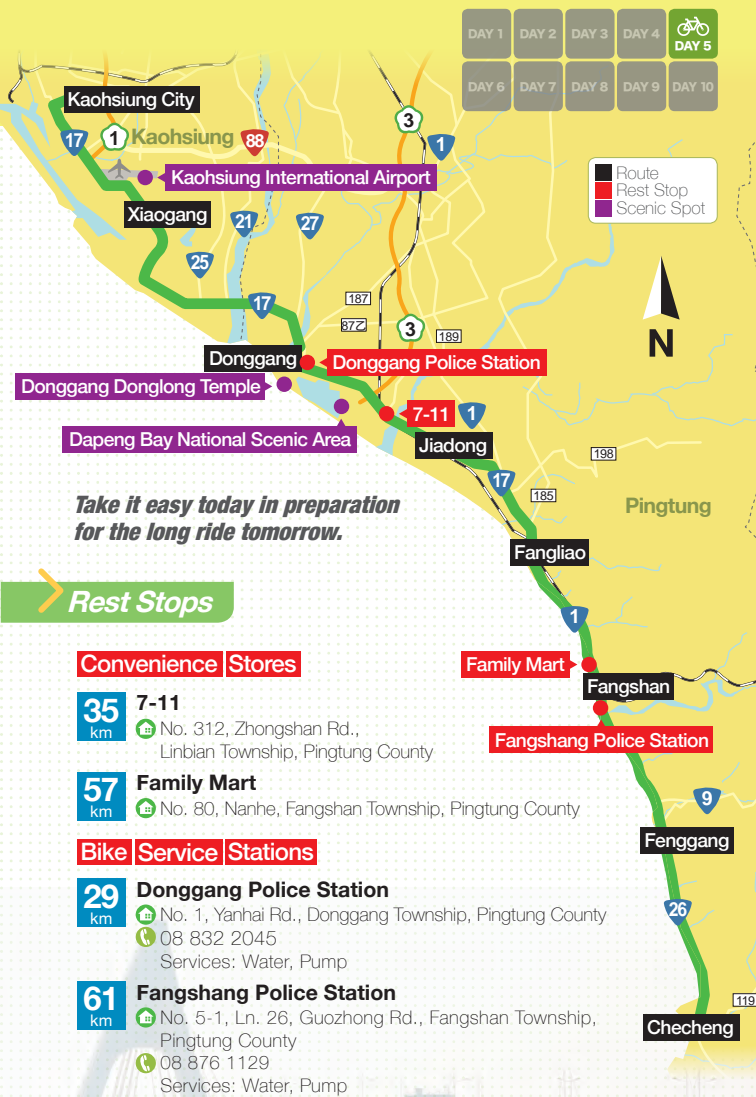 DAY 1
DAY 2
DAY 3
DAY 4
DAY 5
DAY 6
DAY 7
DAY 8
DAY 9
DAY 10
Kaohsiung City
17
1
Kaohsiung
88
3
1
Kaohsiung International Airport
Route
Rest Stop
Scenic Spot
Xiaogang
21
27
25
17
187
187乙
3
189
N
Donggang
Donggang Police Station
Donggang Donglong Temple
7-11
1
Dapeng Bay National Scenic Area
Jiadong
198
17
185
Pingtung
Take it easy today in preparation
for the long ride tomorrow.
Fangliao
1
Rest Stops
Family Mart
Fangshan
Fangshang Police Station
9
Fenggang
26
119
Checheng
Convenience Stores
35
km
7-11
No. 312, Zhongshan Rd.,
Linbian Township, Pingtung County
57
km
Family Mart
No. 80, Nanhe, Fangshan Township, Pingtung County
Bike Service Stations
29
km
Donggang Police Station
No. 1, Yanhai Rd., Donggang Township, Pingtung County
08 832 2045
Services: Water, Pump
61
km
Fangshang Police Station
No. 5-1, Ln. 26, Guozhong Rd., Fangshan Township,
Pingtung County
08 876 1129
Services: Water, Pump